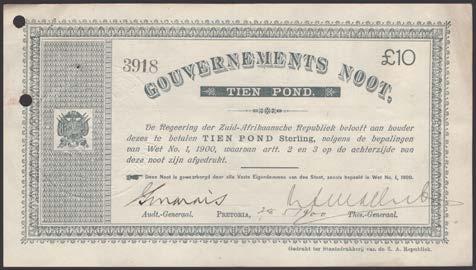 3918
£10
GOUVERNEMENTS NOOT,
TIEN POND.
De Regeering der Zuid-Afrikaansche Republiek belooft aan houder
dezes te betalen TIEN POND Sterling, volgens de bepalingen
van Wet No. 1, 1900, waarvan artt. 2 en 3 op de achterzijde van
deze noot zijn afgedrukt.
Deze Noot is gewaarborgd door alle Vaste Eigendommen van den Staat, zooals bepaald in Wet No. 1, 1900.
Audt.-Generaal. PRETORIA, 28 1900 Thes.-Generaal.
Gedrukt ter Staatsdrukkerij van de Z. A. Republiek.